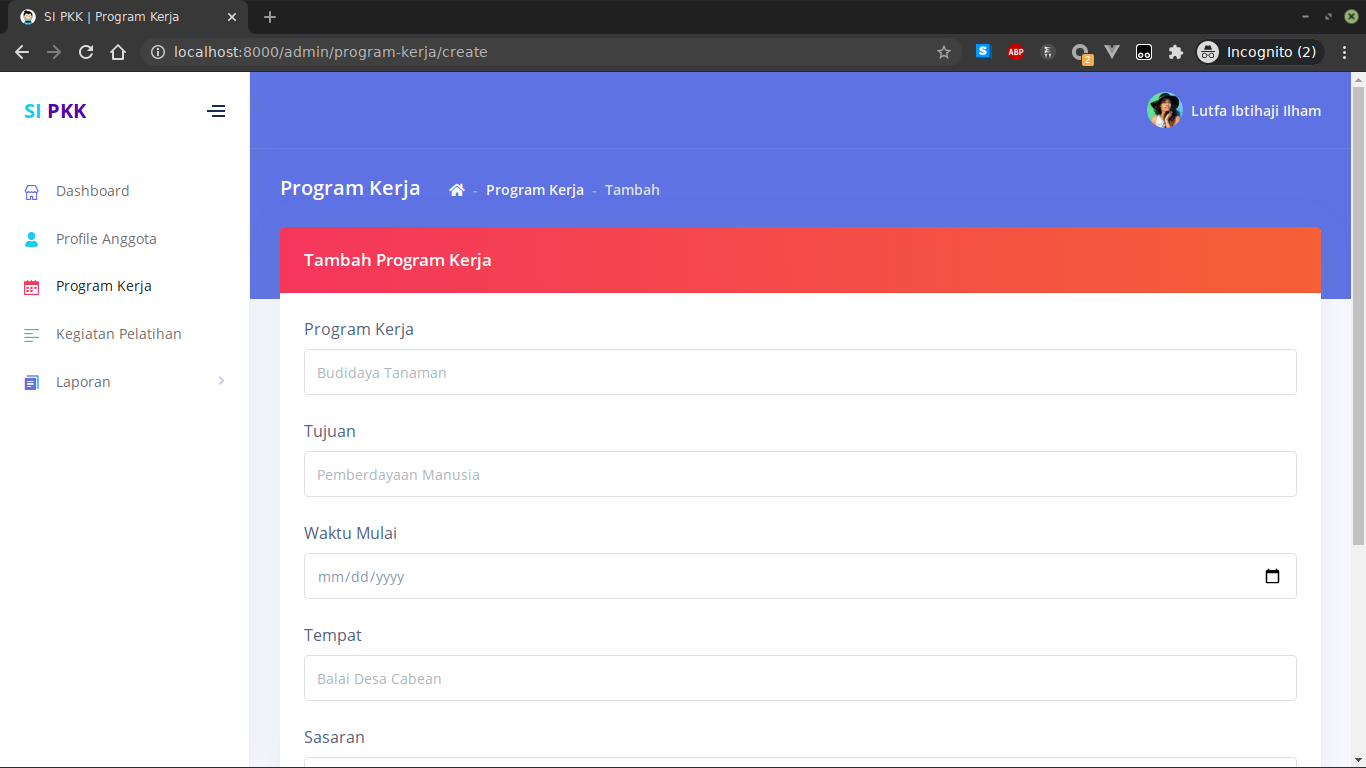 SI PKK | Program Kerja
localhost:8000/admin/program-kerja/create
ABP
2
Incognito (2)
SI PKK
Lutfa Ibtihaji Ilham
Dashboard
Profile Anggota
Program Kerja
Kegiatan Pelatihan
Laporan
Program Kerja - Program Kerja - Tambah
Tambah Program Kerja
Program Kerja
Budidaya Tanaman
Tujuan
Pemberdayaan Manusia
Waktu Mulai
mm/dd/yyyy
Tempat
Balai Desa Cabean
Sasaran